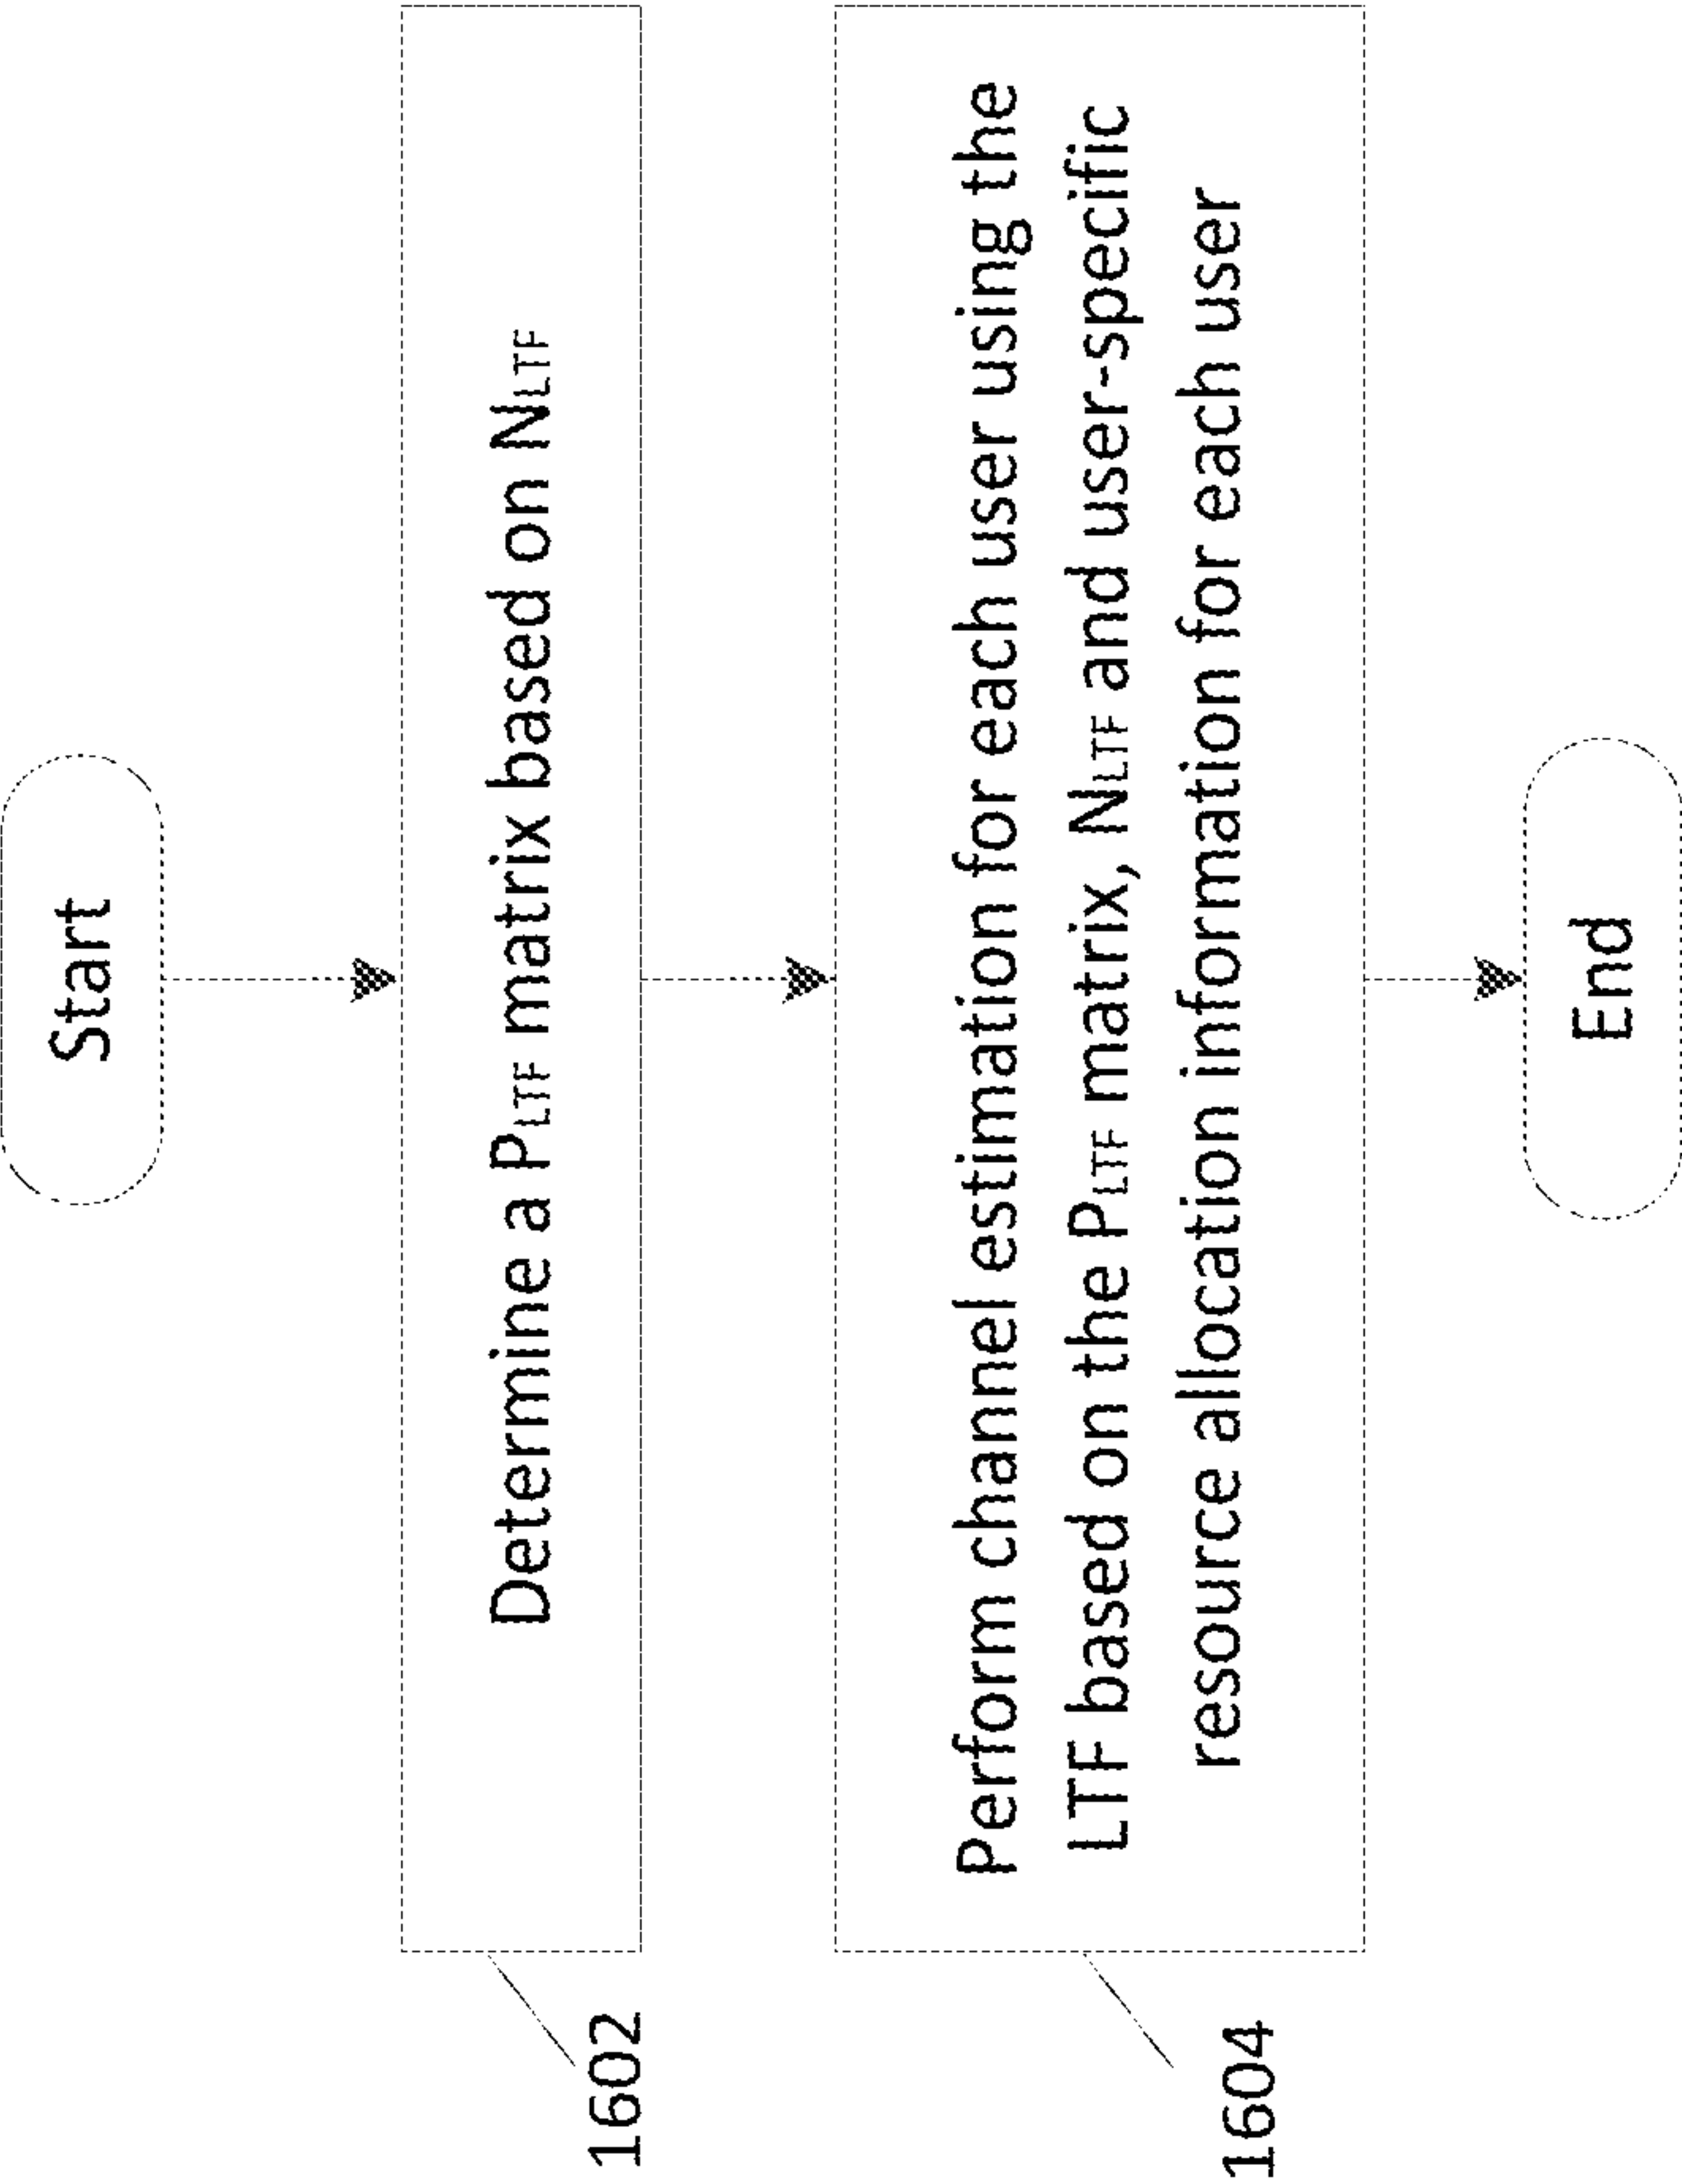 Start
Determine a PLTF matrix based on NLTF
1602
Perform channel estimation for each user using the
LTF based on the PLTF matrix, NLTF and user-specific
resource allocation information for each user
1604
End